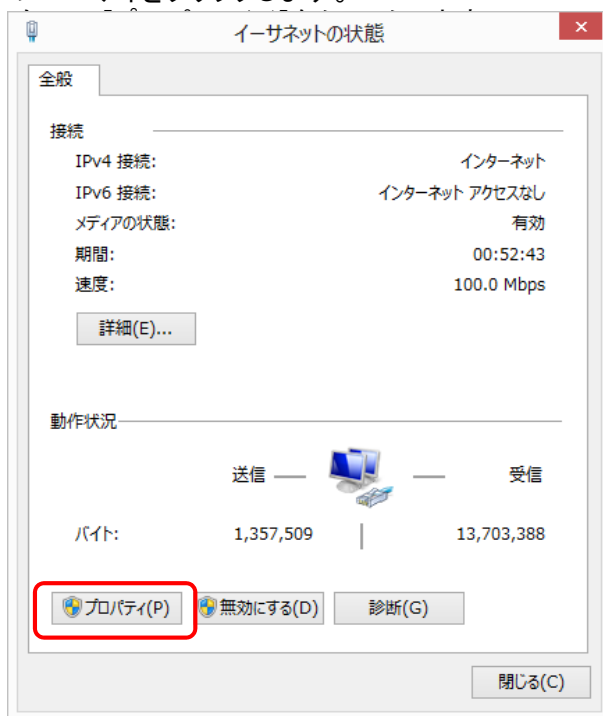 イーサネットの状態
全般
接続
IPv4 接続: インターネット
IPv6 接続: インターネット アクセスなし
メディアの状態: 有効
期間: 00:52:43
速度: 100.0 Mbps
詳細(E)...
動作状況
送信 受信
バイト: 1,357,509 13,703,388
プロパティ(P) 無効にする(D) 診断(G)
閉じる(C)